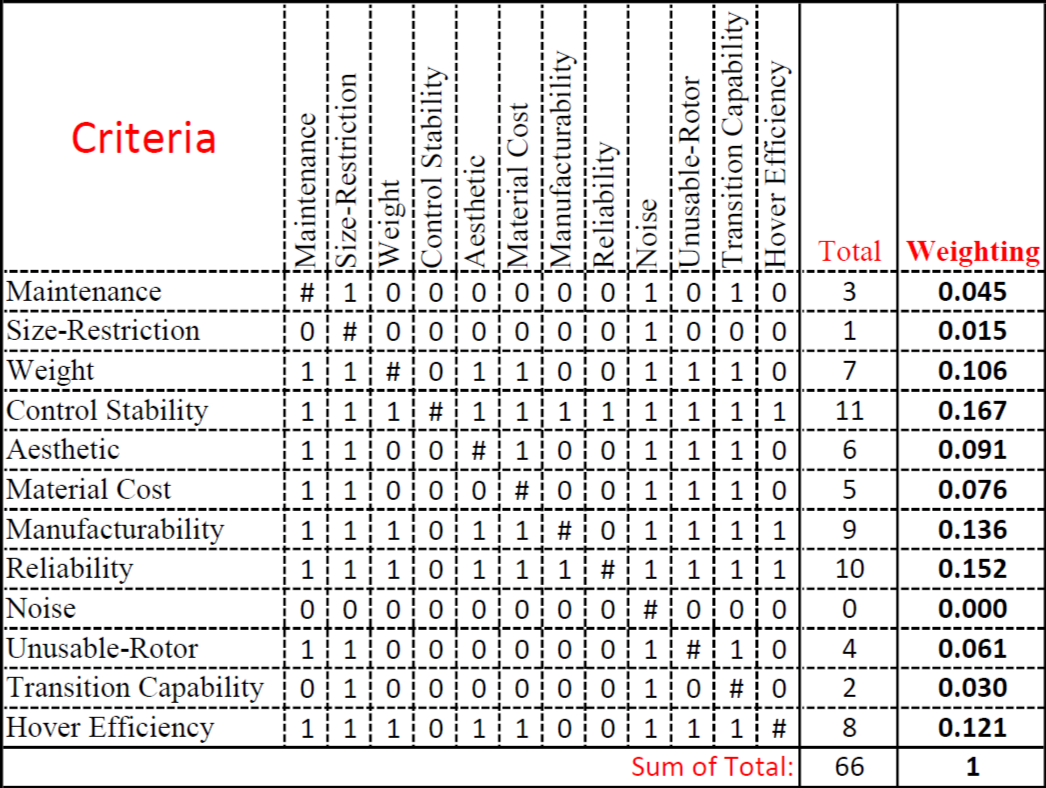 Criteria Maintenance Size-Restriction Weight Control Stability Aesthetic Material Cost Manufacturability Reliability Noise Unusable-Rotor Transition Capability Hover Efficiency Total Weighting
Maintenance # 1 0 0 0 0 0 0 1 0 1 0 3 0.045
Size-Restriction 0 # 0 0 0 0 0 0 1 0 0 0 1 0.015
Weight 1 1 # 0 1 1 0 0 1 1 1 0 7 0.106
Control Stability 1 1 1 # 1 1 1 1 1 1 1 1 11 0.167
Aesthetic 1 1 0 0 # 1 0 0 1 1 1 0 6 0.091
Material Cost 1 1 0 0 0 # 0 0 1 1 1 0 5 0.076
Manufacturability 1 1 1 0 1 1 # 0 1 1 1 1 9 0.136
Reliability 1 1 1 0 1 1 1 # 1 1 1 1 10 0.152
Noise 0 0 0 0 0 0 0 0 # 0 0 0 0 0.000
Unusable-Rotor 1 1 0 0 0 0 0 0 1 # 1 0 4 0.061
Transition Capability 0 1 0 0 0 0 0 0 1 0 # 0 2 0.030
Hover Efficiency 1 1 1 0 1 1 0 0 1 1 1 # 8 0.121
Sum of Total: 66 1